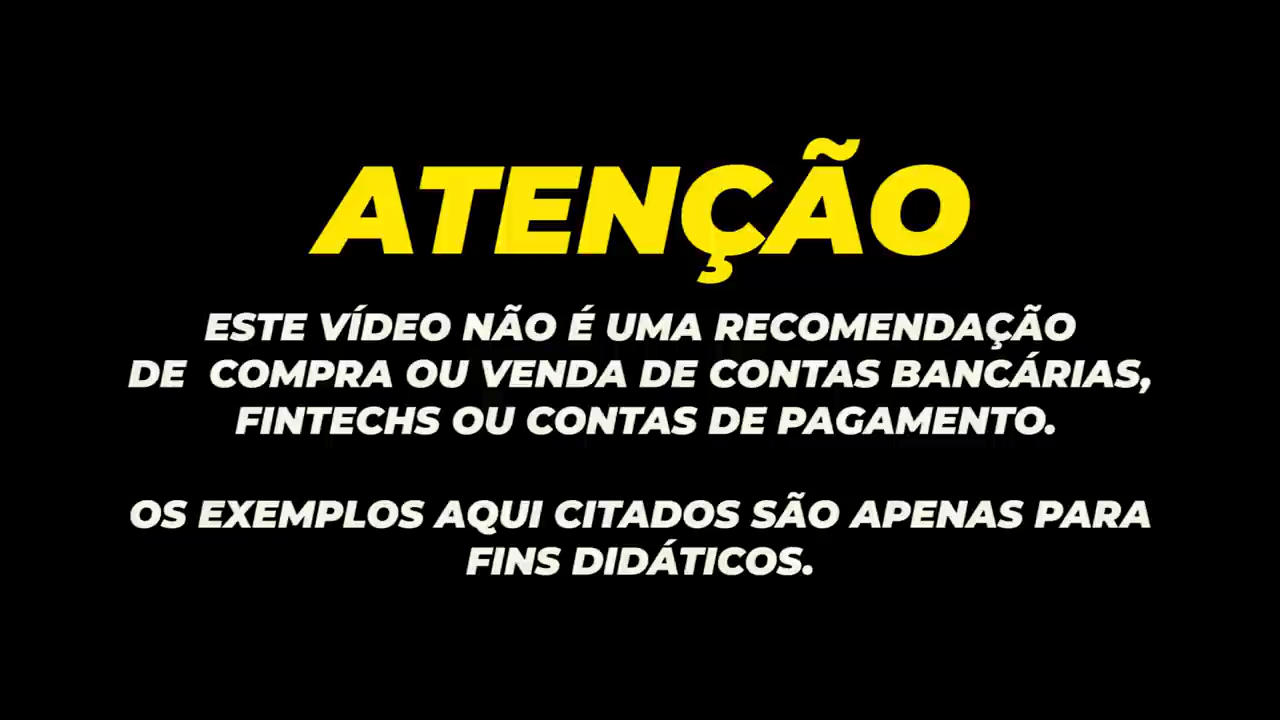 ATENÇÃO
ESTE VÍDEO NÃO É UMA RECOMENDAÇÃO
DE COMPRA OU VENDA DE CONTAS BANCÁRIAS,
FINTECHS OU CONTAS DE PAGAMENTO.
OS EXEMPLOS AQUI CITADOS SÃO APENAS PARA
FINS DIDÁTICOS.